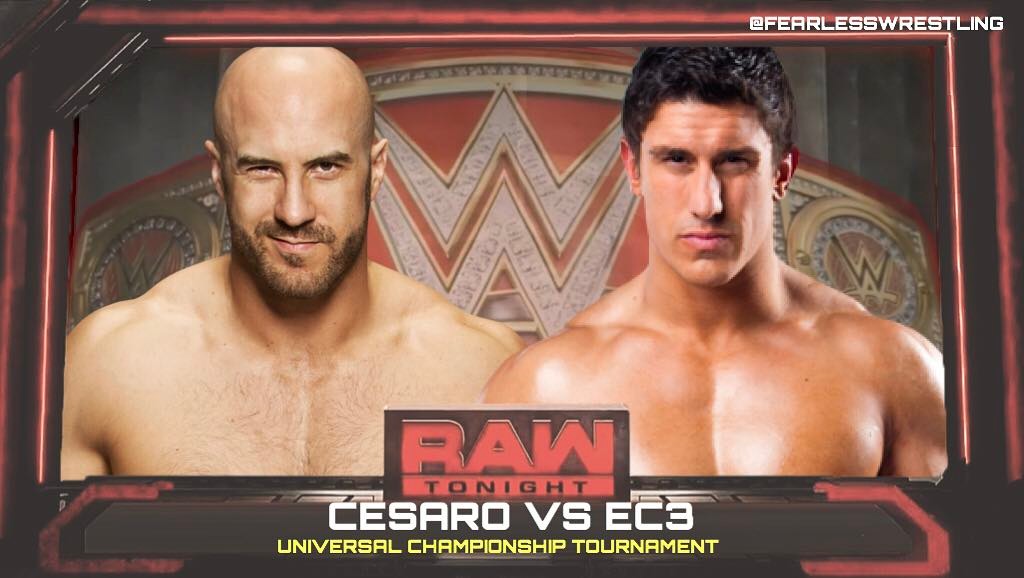 @FEARLESSWRESTLING
RAW
TONIGHT
CESARO VS EC3
UNIVERSAL CHAMPIONSHIP TOURNAMENT